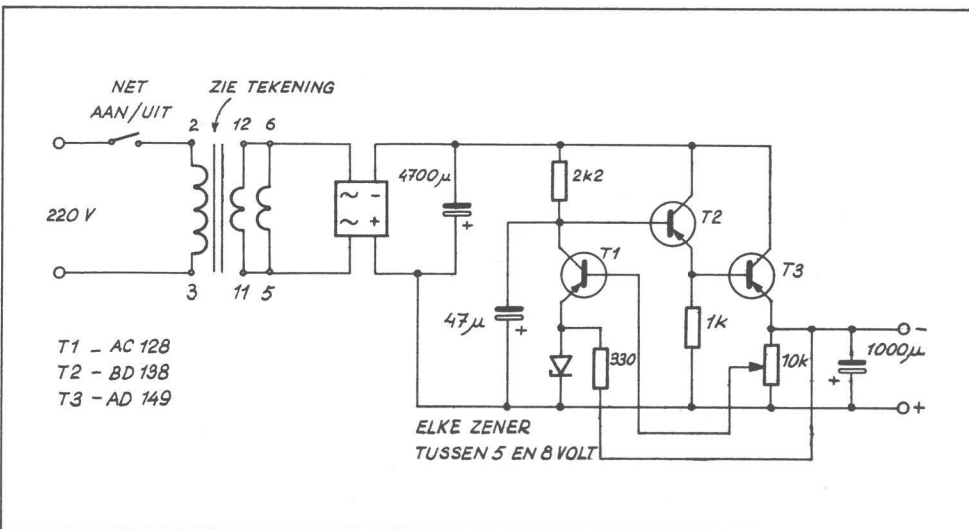 NET
AAN/UIT
ZIE TEKENING
2
12
6
220 V
3
11
5
~
-
~
+
4700μ
+
2k2
T2
T1
T3
47μ
+
1k
330
10k
1000μ
+
-
+
T1 - AC 128
T2 - BD 138
T3 - AD 149
ELKE ZENER
TUSSEN 5 EN 8 VOLT